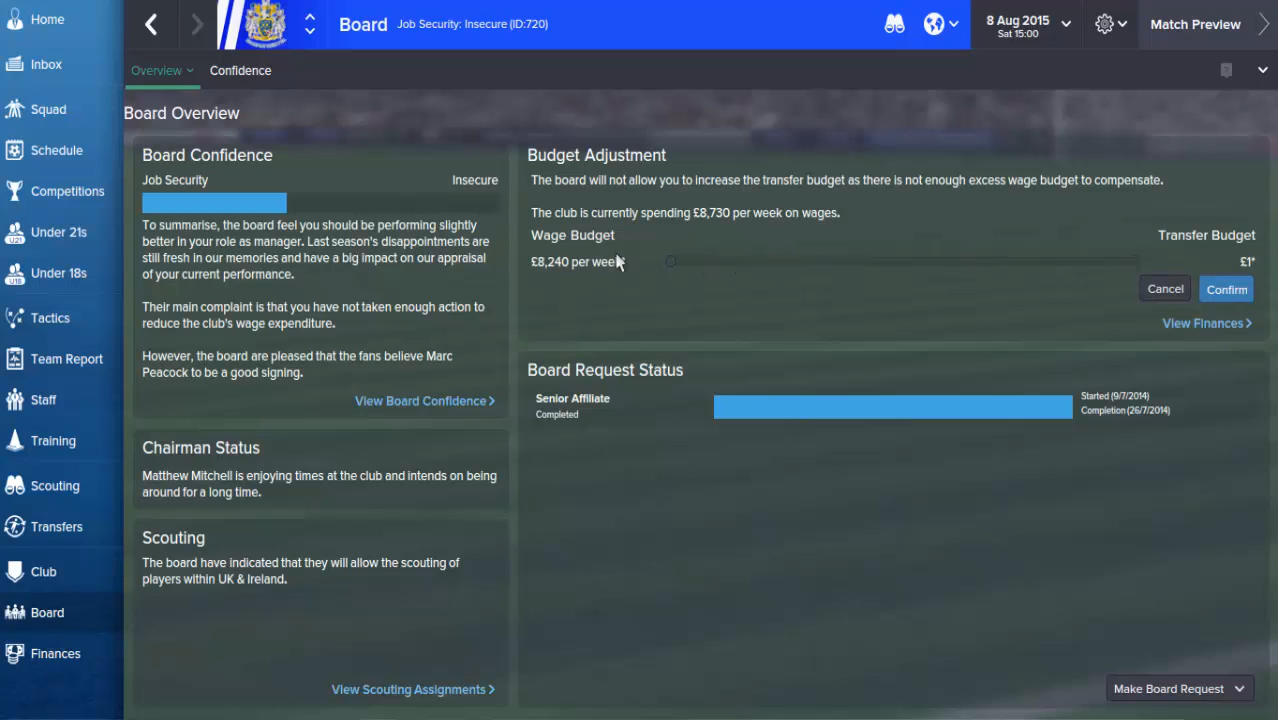 Home
Inbox
Squad
Schedule
Competitions
U21
Under 21s
U18
Under 18s
Tactics
Team Report
Staff
Training
Scouting
Transfers
Club
Board
Finances
Board
Job Security: Insecure (ID:720)
8 Aug 2015
Sat 15:00
Match Preview
Overview
Confidence
Board Overview
Board Confidence
Job Security
Insecure
To summarise, the board feel you should be performing slightly
better in your role as manager. Last season's disappointments are
still fresh in our memories and have a big impact on our appraisal
of your current performance.
Their main complaint is that you have not taken enough action to
reduce the club's wage expenditure.
However, the board are pleased that the fans believe Marc
Peacock to be a good signing.
View Board Confidence
Chairman Status
Matthew Mitchell is enjoying times at the club and intends on being
around for a long time.
Scouting
The board have indicated that they will allow the scouting of
players within UK & Ireland.
View Scouting Assignments
Budget Adjustment
The board will not allow you to increase the transfer budget as there is not enough excess wage budget to compensate.
The club is currently spending £8,730 per week on wages.
Wage Budget
Transfer Budget
£8,240 per week*
£1*
Cancel
Confirm
View Finances
Board Request Status
Senior Affiliate
Completed
Started (9/7/2014)
Completion (26/7/2014)
Make Board Request